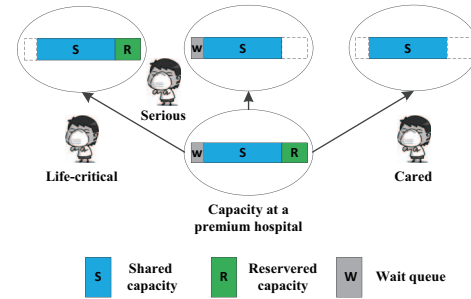 S R
W S
S
Serious
Life-critical
W S R
Cared
Capacity at a
premium hospital
S Shared
capacity
R Reservered
capacity
W Wait queue